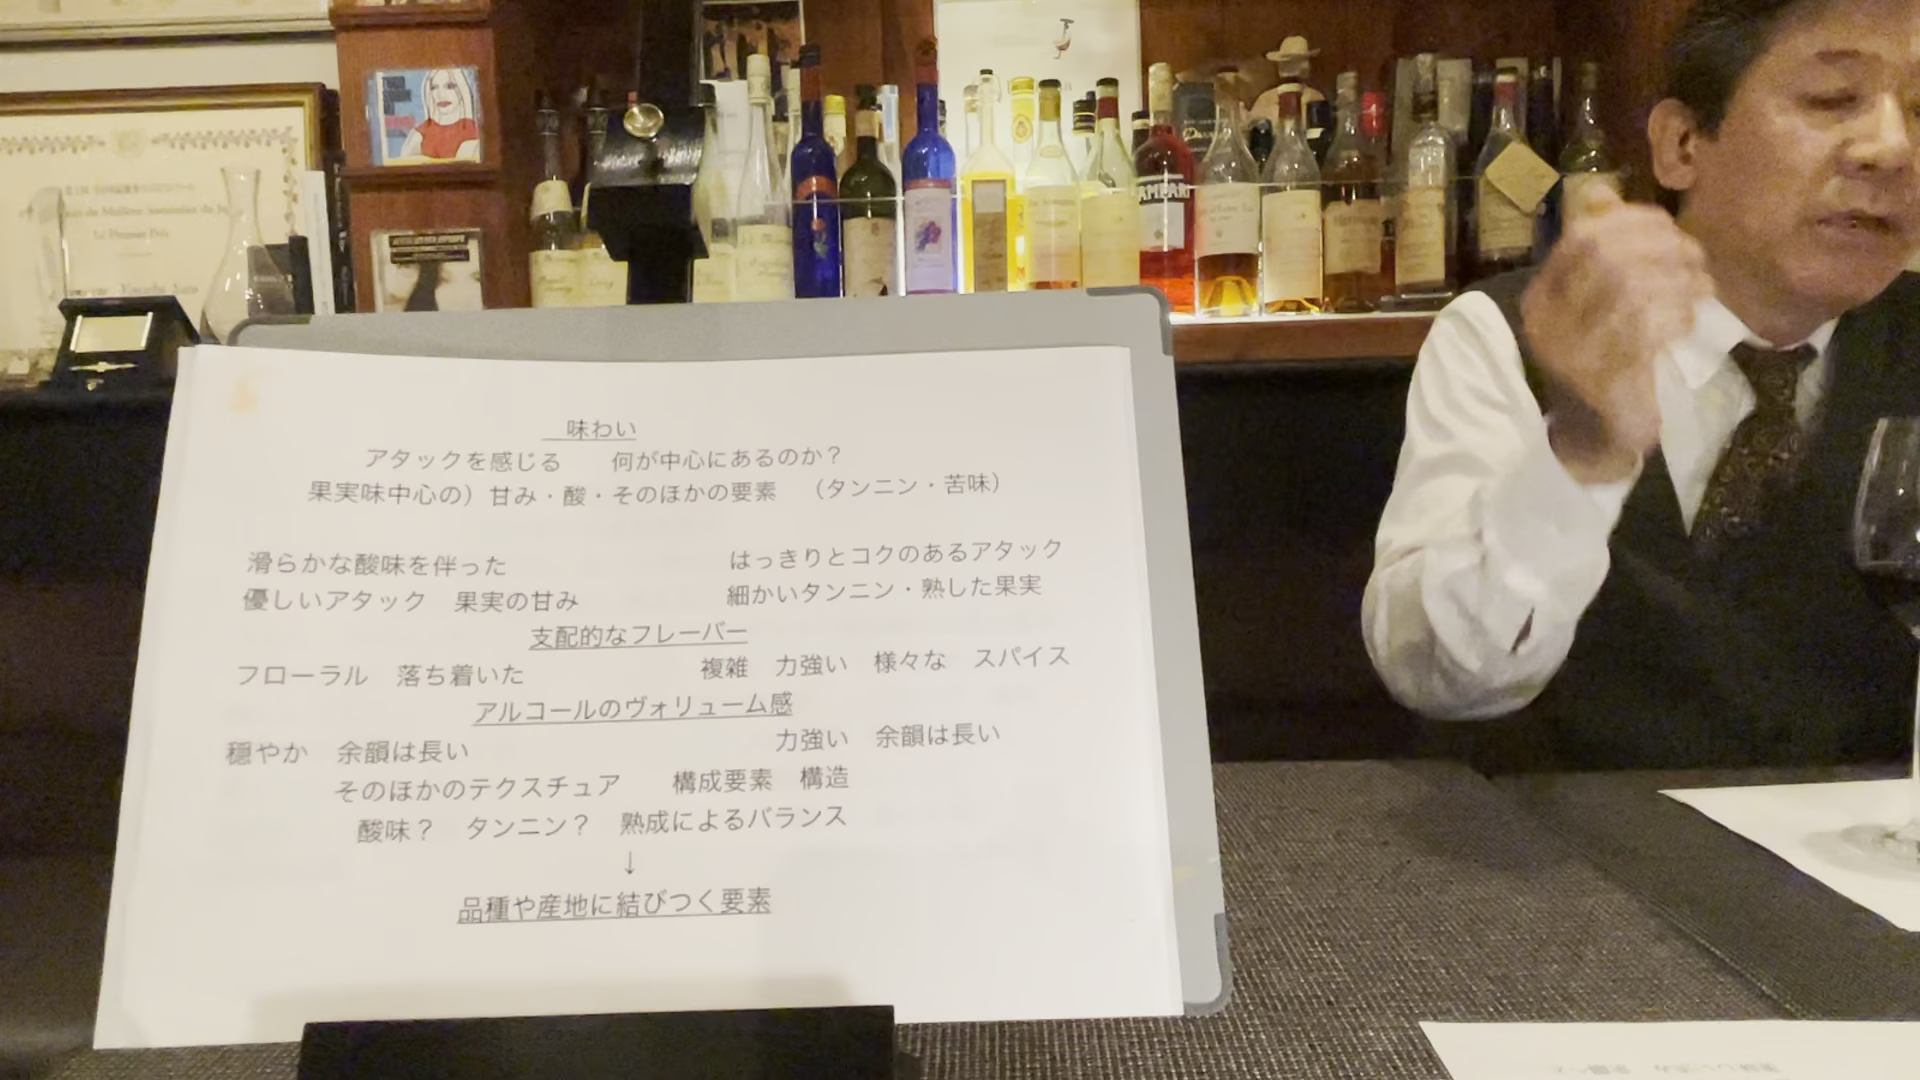 味わい
アタックを感じる　何が中心にあるのか？
果実味中心の）甘み・酸・そのほかの要素　（タンニン・苦味）
滑らかな酸味を伴った　はっきりとコクのあるアタック
優しいアタック　果実の甘み　細かいタンニン・熟した果実
支配的なフレーバー
フローラル　落ち着いた　複雑　力強い　様々な　スパイス
アルコールのヴォリューム感
穏やか　余韻は長い　力強い　余韻は長い
そのほかのテクスチュア　構成要素　構造
酸味？　タンニン？　熟成によるバランス
↓
品種や産地に結びつく要素